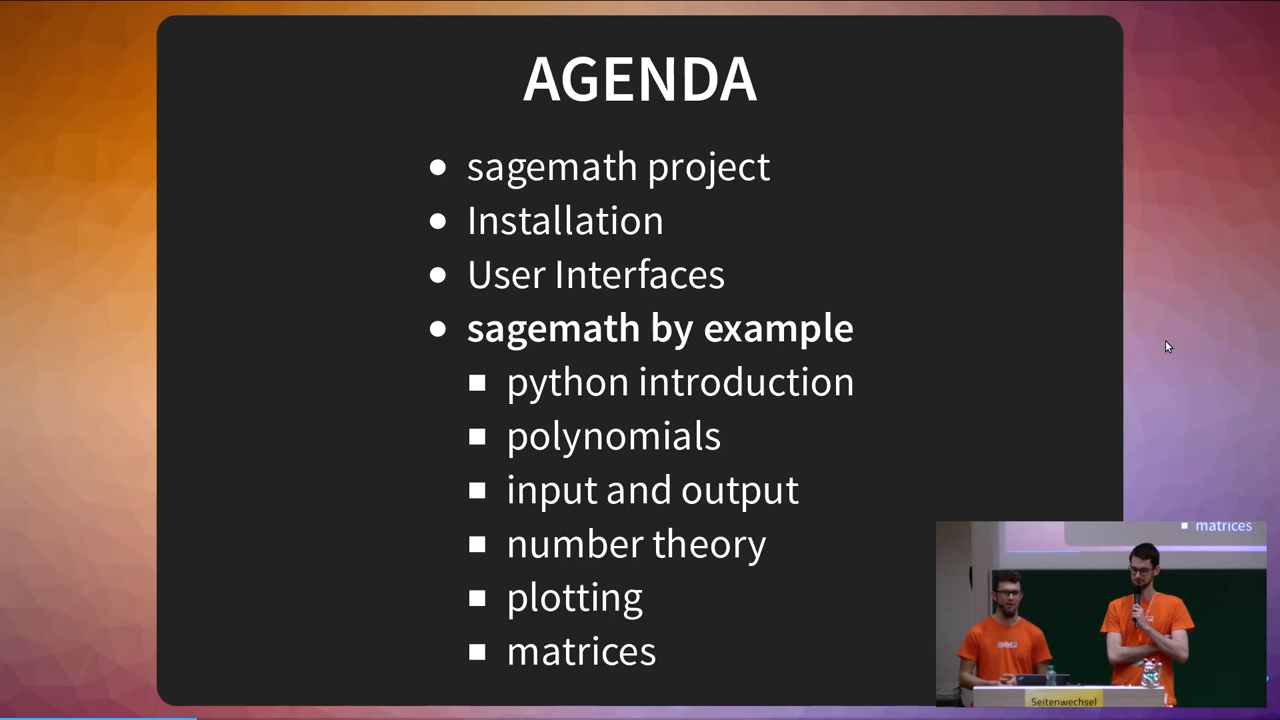 AGENDA
sagemath project
Installation
User Interfaces
sagemath by example
python introduction
polynomials
input and output
number theory
plotting
matrices
matrices
Seitenwechsel